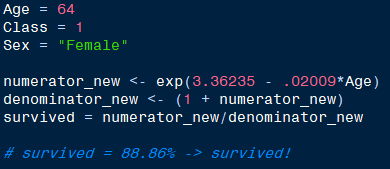 Age = 64
Class = 1
Sex = "Female"
numerator_new <- exp(3.36235 - .02009*Age)
denominator_new <- (1 + numerator_new)
survived = numerator_new/denominator_new
# survived = 88.86% -> survived!